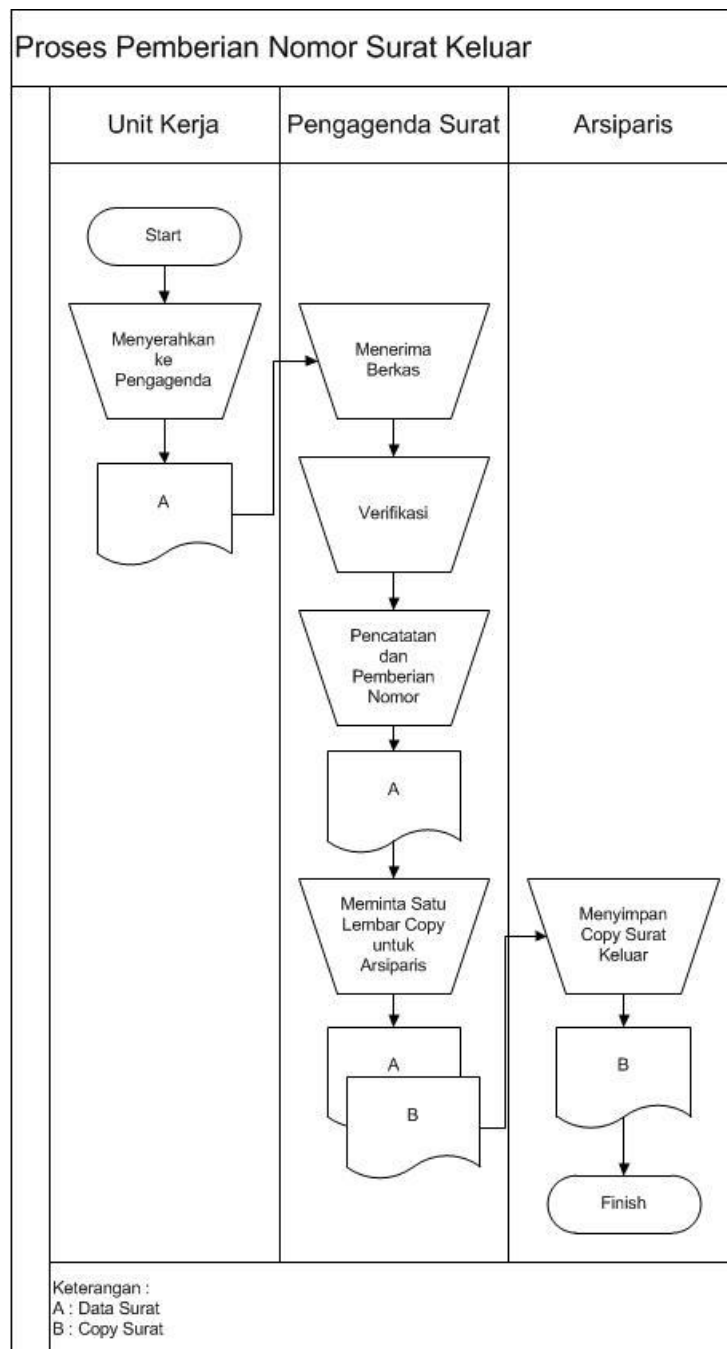 Proses Pemberian Nomor Surat Keluar
Unit Kerja
Pengagenda Surat
Arsiparis
Start
Menyerahkan
ke
Pengagenda
A
Menerima
Berkas
Verifikasi
Pencatatan
dan
Pemberian
Nomor
A
Meminta Satu
Lembar Copy
untuk
Arsiparis
A
B
Menyimpan
Copy Surat
Keluar
B
Finish
Keterangan :
A : Data Surat
B : Copy Surat